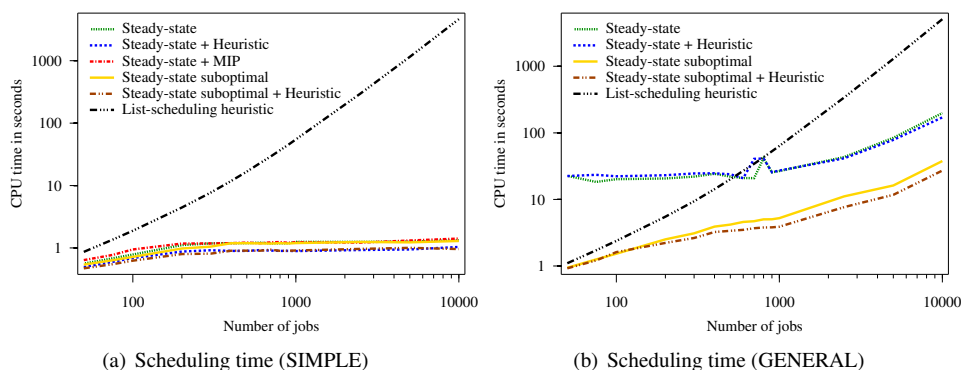 Steady-state
Steady-state + Heuristic
Steady-state + MIP
Steady-state suboptimal
Steady-state suboptimal + Heuristic
List-scheduling heuristic
1000
100
10
1
CPU time in seconds
100
1000
10000
Number of jobs
(a) Scheduling time (SIMPLE)
Steady-state
Steady-state + Heuristic
Steady-state suboptimal
Steady-state suboptimal + Heuristic
List-scheduling heuristic
1000
100
10
1
CPU time in seconds
100
1000
10000
Number of jobs
(b) Scheduling time (GENERAL)